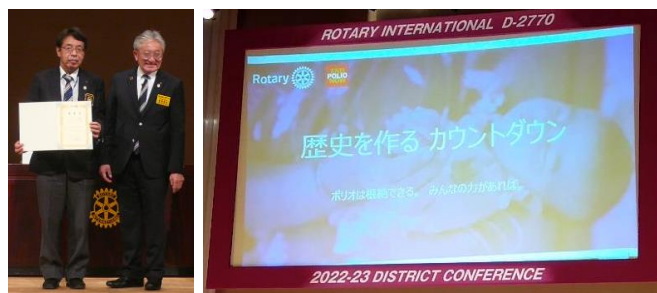 ROTARY INTERNATIONAL D-2770
Rotary
END
POLIO
NOW
歴史を作る カウントダウン
ポリオは根絶できる。 みんなの力があれば。
2022-23 DISTRICT CONFERENCE